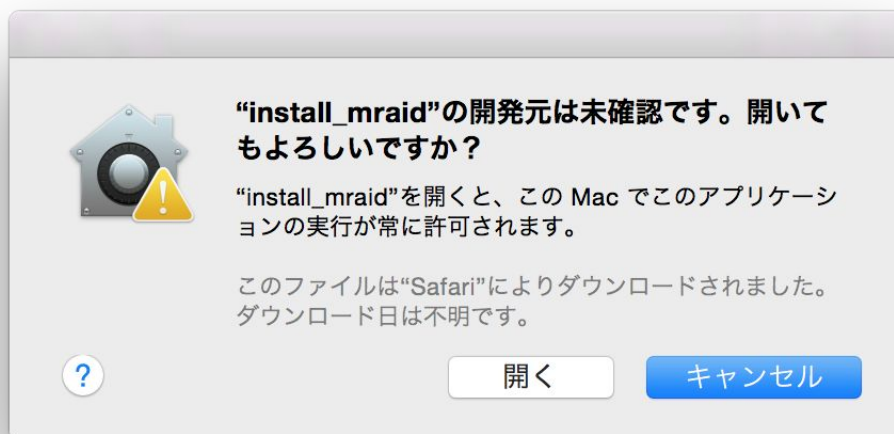 “install_mraid”の開発元は未確認です。開いて
もよろしいですか？
“install_mraid”を開くと、この Mac でこのアプリケーシ
ョンの実行が常に許可されます。
このファイルは“Safari”によりダウンロードされました。
ダウンロード日は不明です。
?
開く
キャンセル